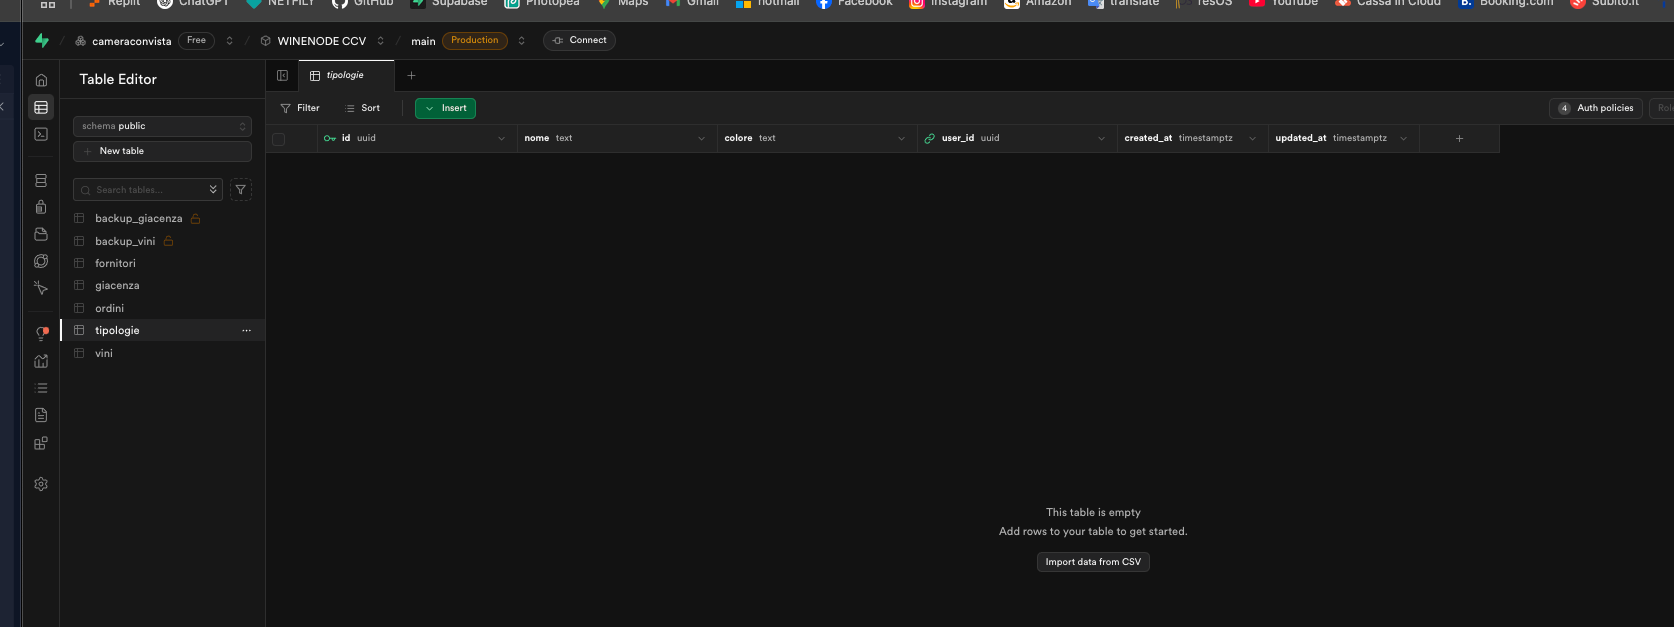 Replit ChatGPT NETFILY GitHub Supabase Photopea Maps Gmail hotmail Facebook Instagram Amazon translate resOS YouTube Cassa in Cloud Booking.com Subito.it
cameraconvista Free / WINENODE CCV / main Production Connect
Table Editor
tipologie
Filter Sort Insert 4 Auth policies
schema public
New table
Search tables...
id uuid nome text colore text user_id uuid created_at timestamptz updated_at timestamptz
backup_giacenza
backup_vini
fornitori
giacenza
ordini
tipologie
vini
This table is empty
Add rows to your table to get started.
Import data from CSV